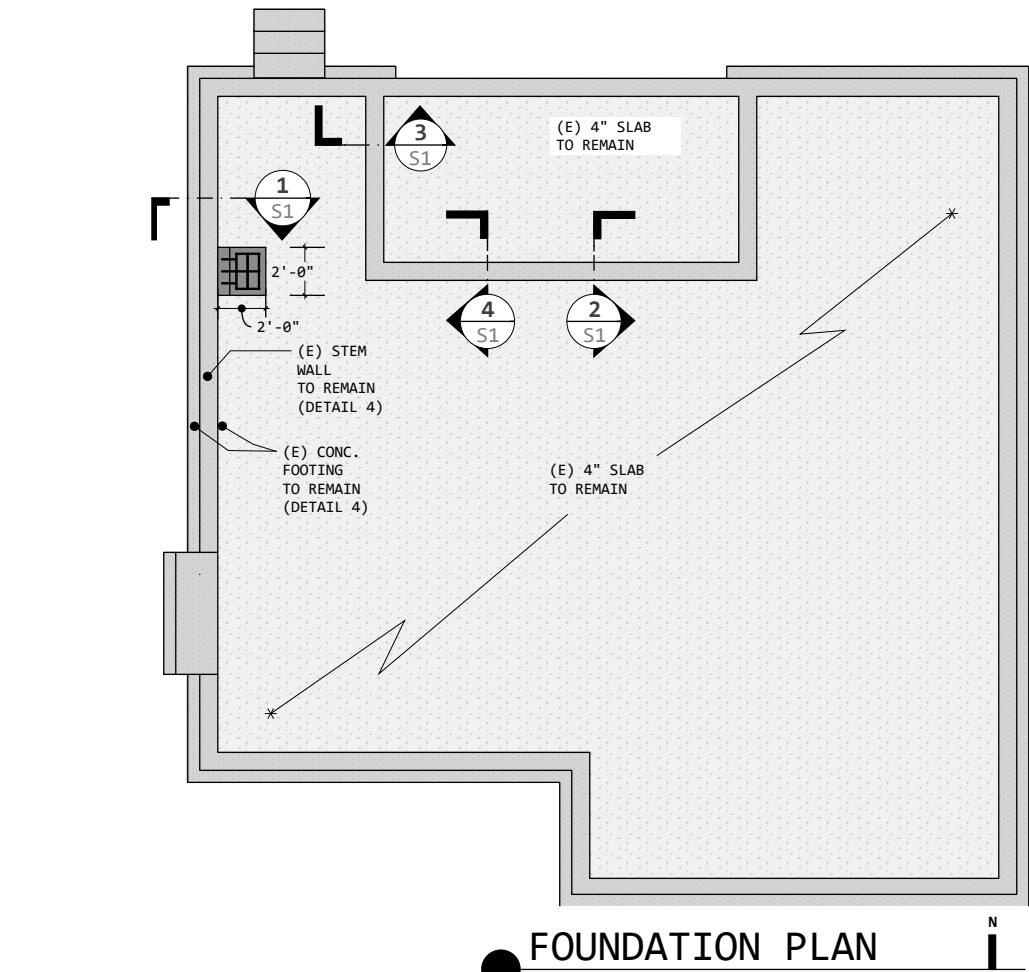 3
S1
(E) 4" SLAB
TO REMAIN
1
S1
2'-0"
2'-0"
4
S1
2
S1
(E) STEM
WALL
TO REMAIN
(DETAIL 4)
(E) CONC.
FOOTING
TO REMAIN
(DETAIL 4)
(E) 4" SLAB
TO REMAIN
FOUNDATION PLAN
N